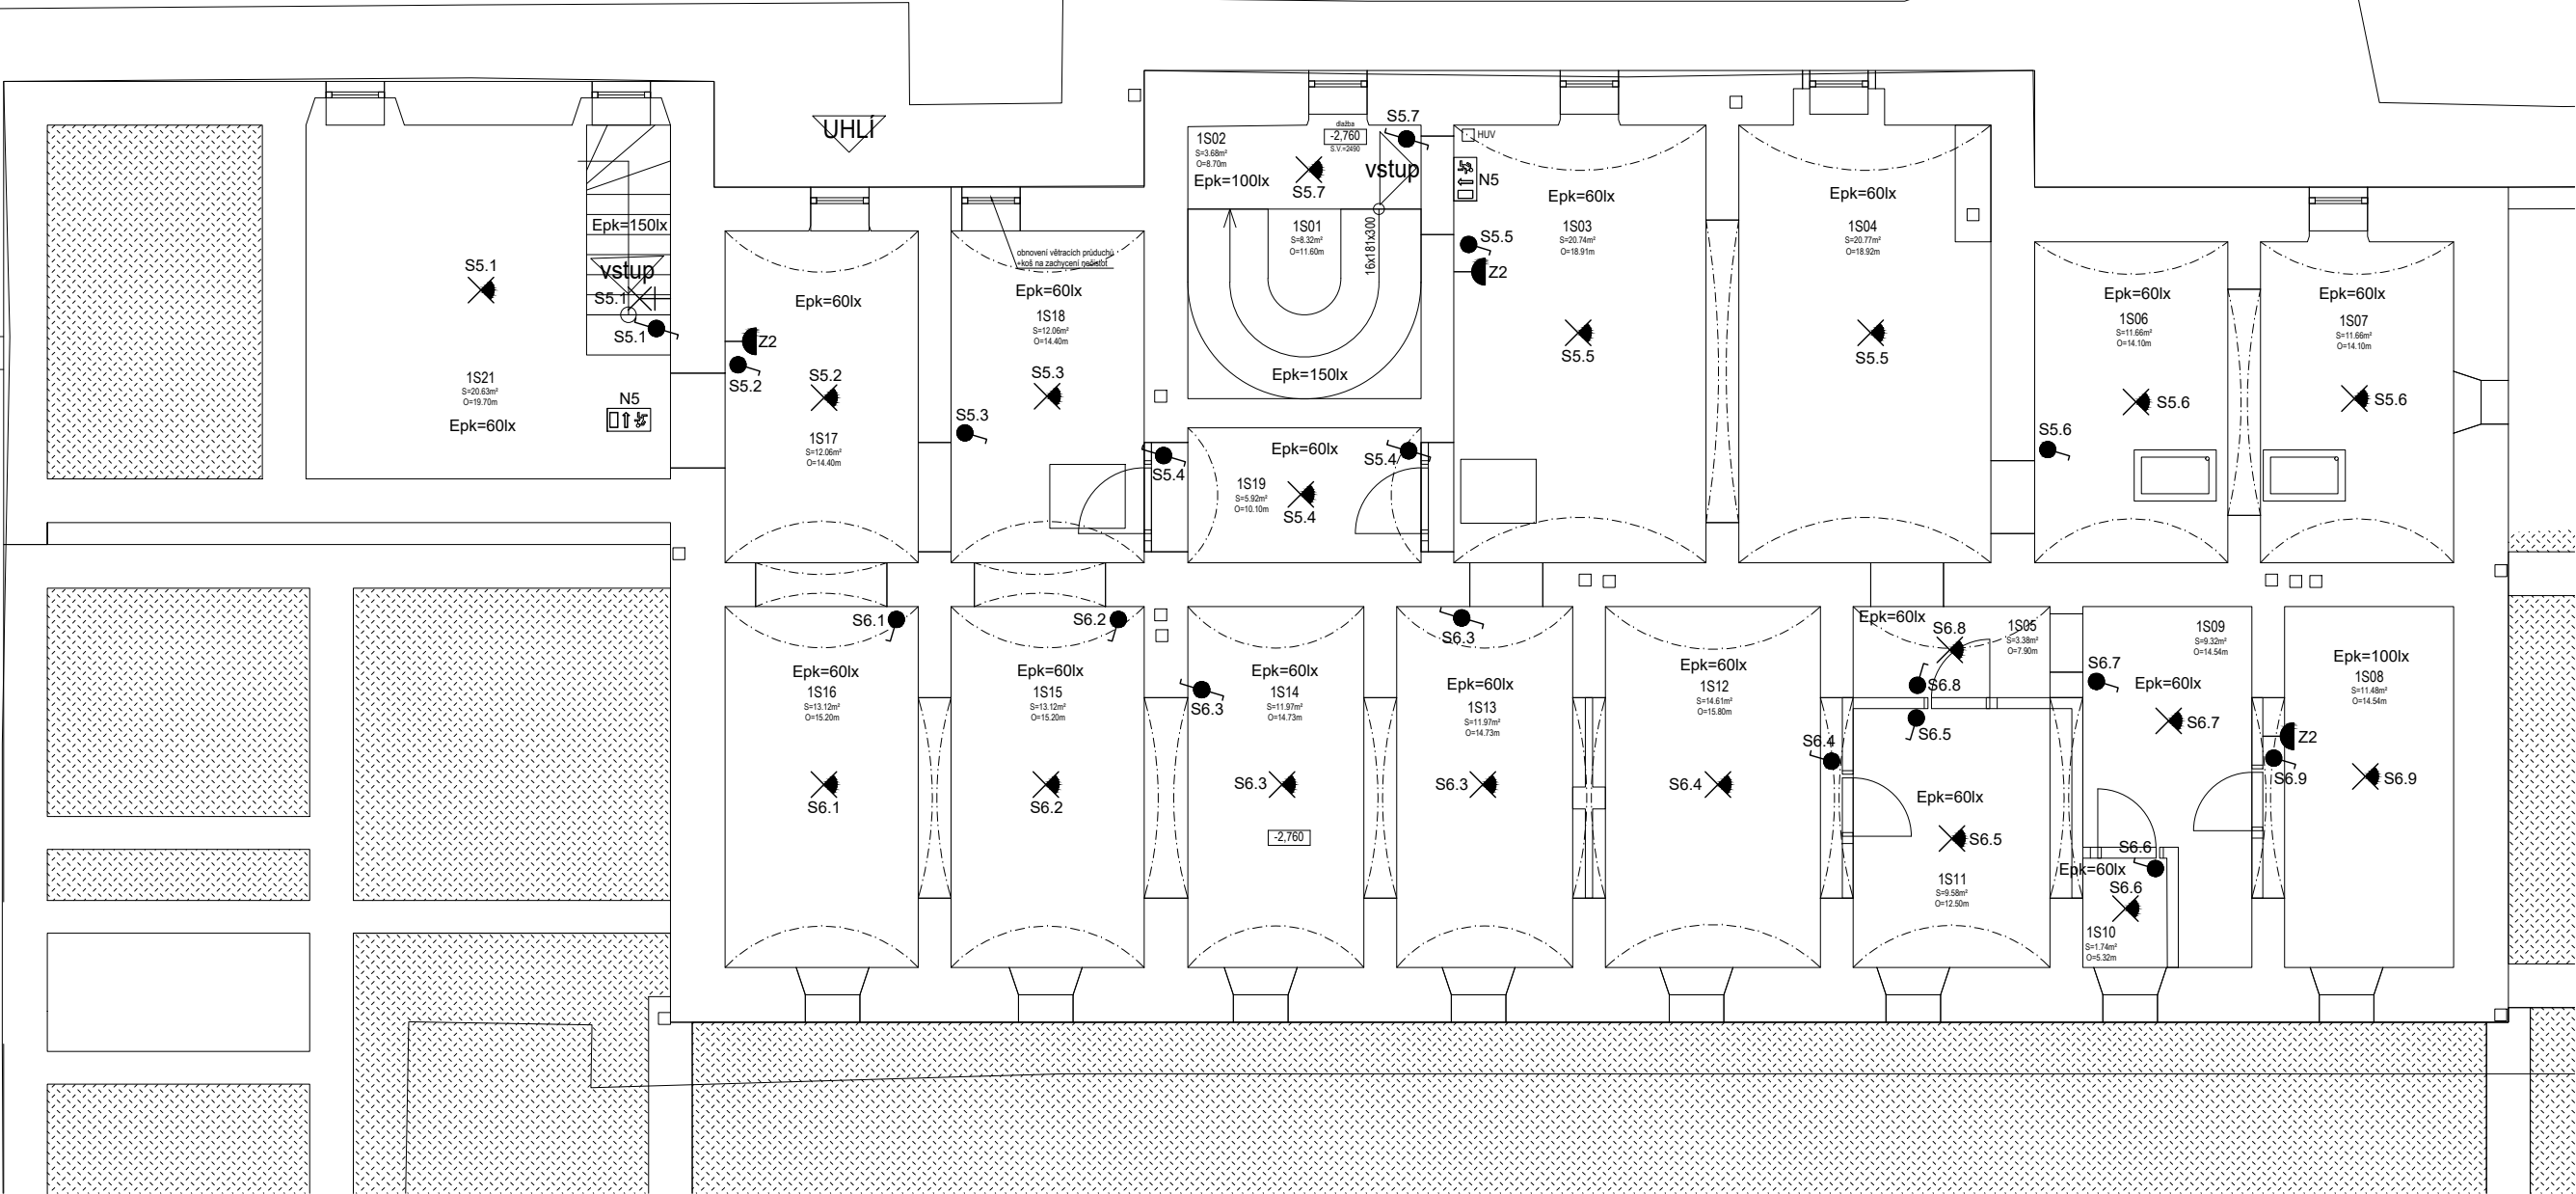 UHLÍ
Epk=150lx
vstup
S5.1
S5.1
S5.1
1S21
S=20.63m²
O=19.70m
Epk=60lx
N5
Z2
S5.2
Epk=60lx
S5.2
1S17
S=12.06m²
O=14.40m
obnovení větracích průduchů
+koš na zachycení nečistot
Epk=60lx
1S18
S=12.06m²
O=14.40m
S5.3
S5.3
S5.4
1S02
S=3.68m²
O=8.70m
Epk=100lx
dlažba
-2,760
S.V.=2490
S5.7
S5.7
vstup
1S01
S=8.32m²
O=11.60m
16x181x300
Epk=150lx
Epk=60lx
1S19
S=5.92m²
O=10.10m
S5.4
S5.4
HUV
N5
S5.5
Z2
Epk=60lx
1S03
S=20.74m²
O=18.91m
S5.5
Epk=60lx
1S04
S=20.77m²
O=18.92m
S5.5
Epk=60lx
1S06
S=11.66m²
O=14.10m
S5.6
S5.6
Epk=60lx
1S07
S=11.66m²
O=14.10m
S5.6
S6.1
Epk=60lx
1S16
S=13.12m²
O=15.20m
S6.1
S6.2
Epk=60lx
1S15
S=13.12m²
O=15.20m
S6.2
S6.3
Epk=60lx
1S14
S=11.97m²
O=14.73m
S6.3
-2,760
S6.3
Epk=60lx
1S13
S=11.97m²
O=14.73m
S6.3
Epk=60lx
1S12
S=14.61m²
O=15.80m
S6.4
S6.4
Epk=60lx
S6.8
1S05
S=3.38m²
O=7.90m
S6.8
S6.5
Epk=60lx
S6.5
1S11
S=9.58m²
O=12.50m
1S09
S=9.32m²
O=14.54m
S6.7
Epk=60lx
S6.7
S6.6
Epk=60lx
S6.6
1S10
S=1.74m²
O=5.32m
Epk=100lx
1S08
S=11.48m²
O=14.54m
Z2
S6.9
S6.9